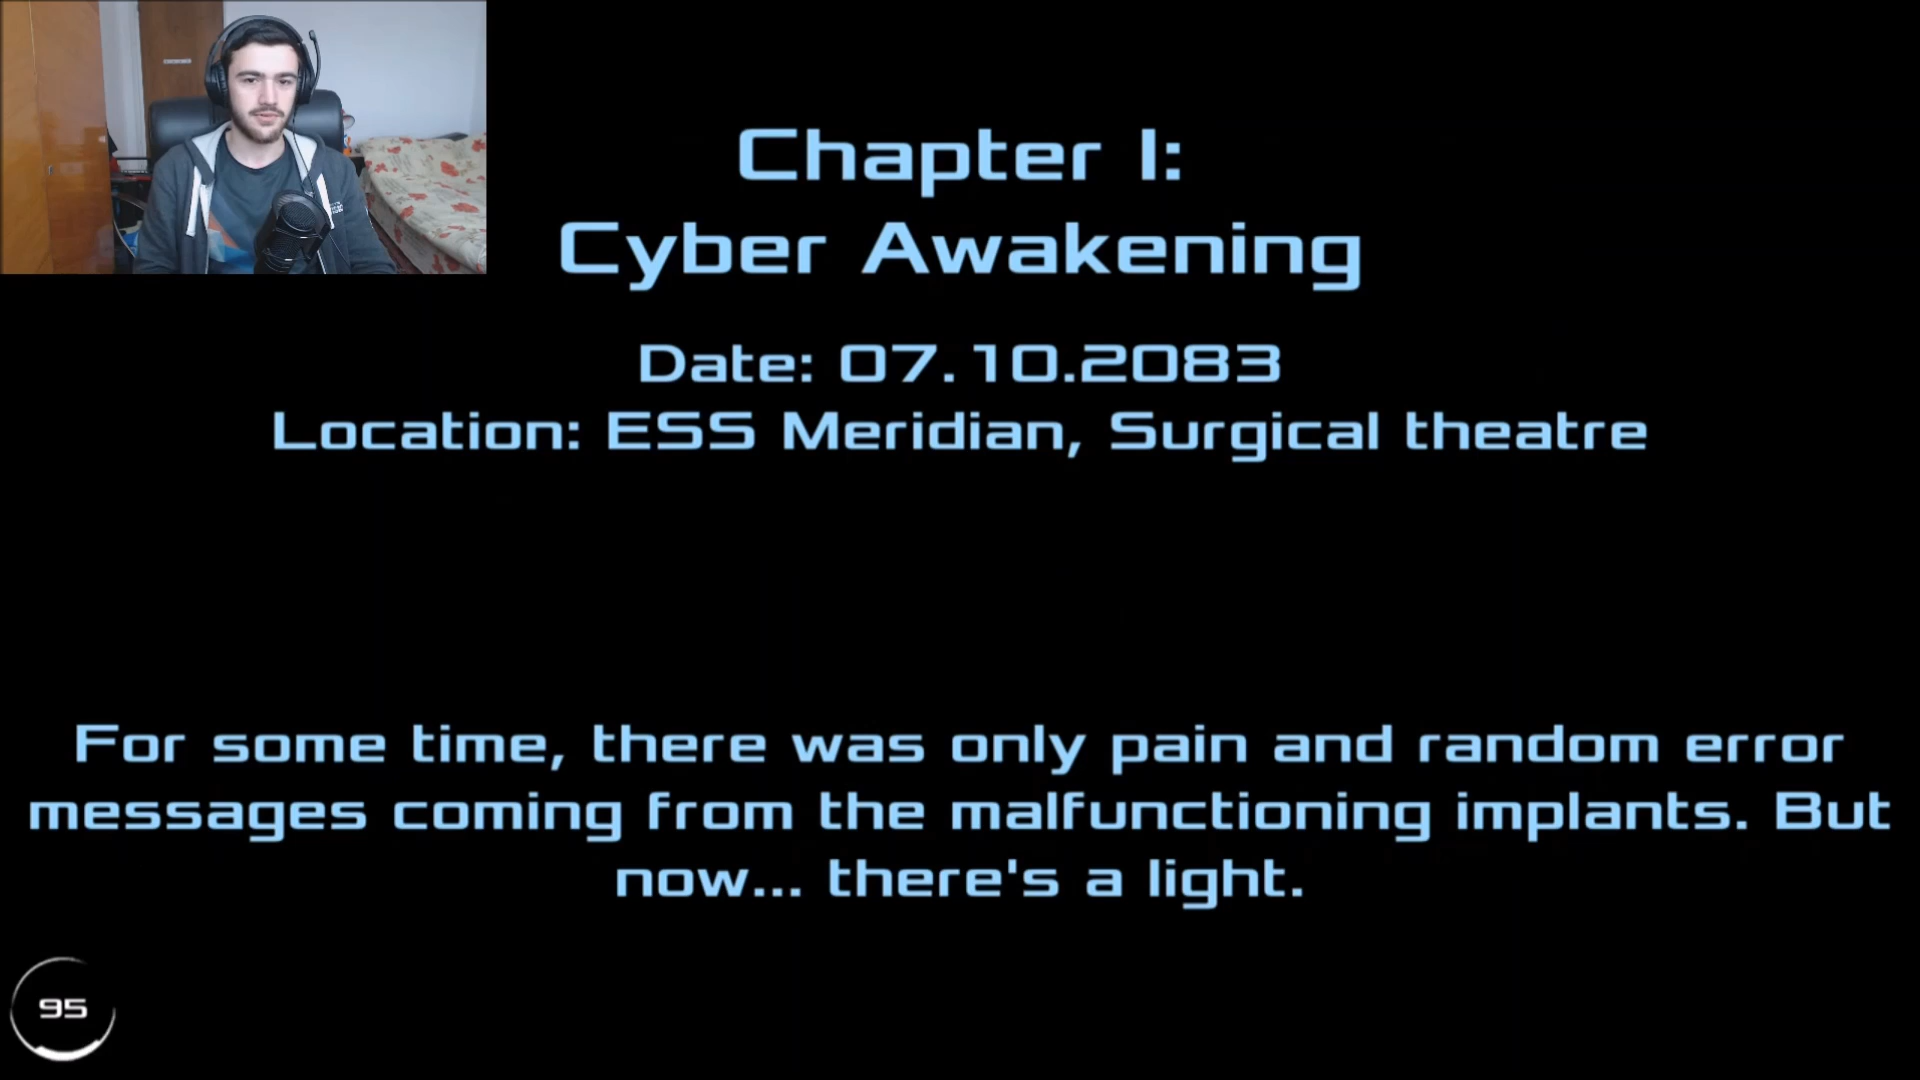 Chapter I:
Cyber Awakening
Date: 07.10.2083
Location: ESS Meridian, Surgical theatre
For some time, there was only pain and random error
messages coming from the malfunctioning implants. But
now... there's a light.
95